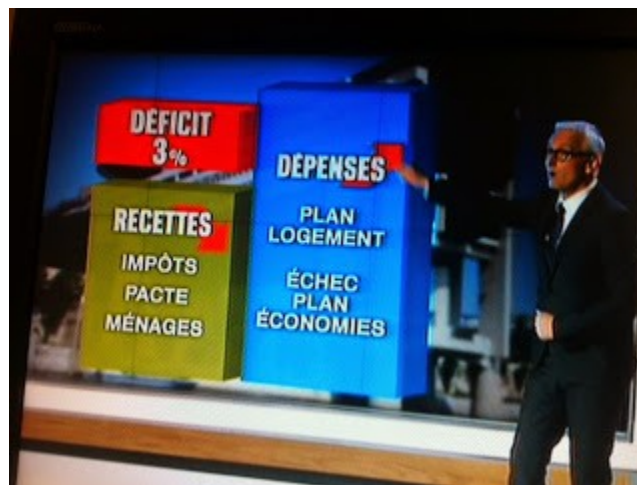 DÉFICIT
3%
RECETTES
IMPÔTS
PACTE
MÉNAGES
DÉPENSES
PLAN
LOGEMENT
ÉCHEC
PLAN
ÉCONOMIES